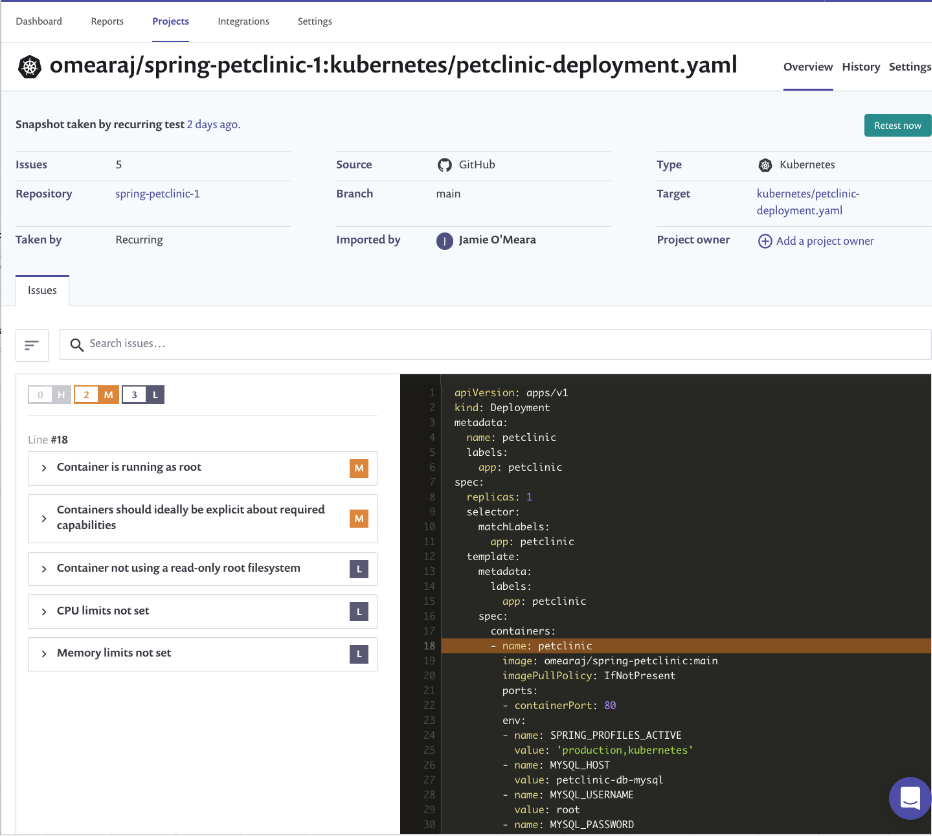 Dashboard Reports Projects Integrations Settings
omearaj/spring-petclinic-1:kubernetes/petclinic-deployment.yaml
Overview History Settings
Snapshot taken by recurring test 2 days ago.
Retest now
Issues 5
Source GitHub
Type Kubernetes
Repository spring-petclinic-1
Branch main
Target kubernetes/petclinic-
deployment.yaml
Taken by Recurring
Imported by J Jamie O'Meara
Project owner Add a project owner
Issues
Search issues...
0 H 2 M 3 L
Line #18
Container is running as root M
Containers should ideally be explicit about required
capabilities M
Container not using a read-only root filesystem L
CPU limits not set L
Memory limits not set L
1 apiVersion: apps/v1
2 kind: Deployment
3 metadata:
4 name: petclinic
5 labels:
6 app: petclinic
7 spec:
8 replicas: 1
9 selector:
10 matchLabels:
11 app: petclinic
12 template:
13 metadata:
14 labels:
15 app: petclinic
16 spec:
17 containers:
18 - name: petclinic
19 image: omearaj/spring-petclinic:main
20 imagePullPolicy: IfNotPresent
21 ports:
22 - containerPort: 80
23 env:
24 - name: SPRING_PROFILES_ACTIVE
25 value: 'production,kubernetes'
26 - name: MYSQL_HOST
27 value: petclinic-db-mysql
28 - name: MYSQL_USERNAME
29 value: root
30 - name: MYSQL_PASSWORD